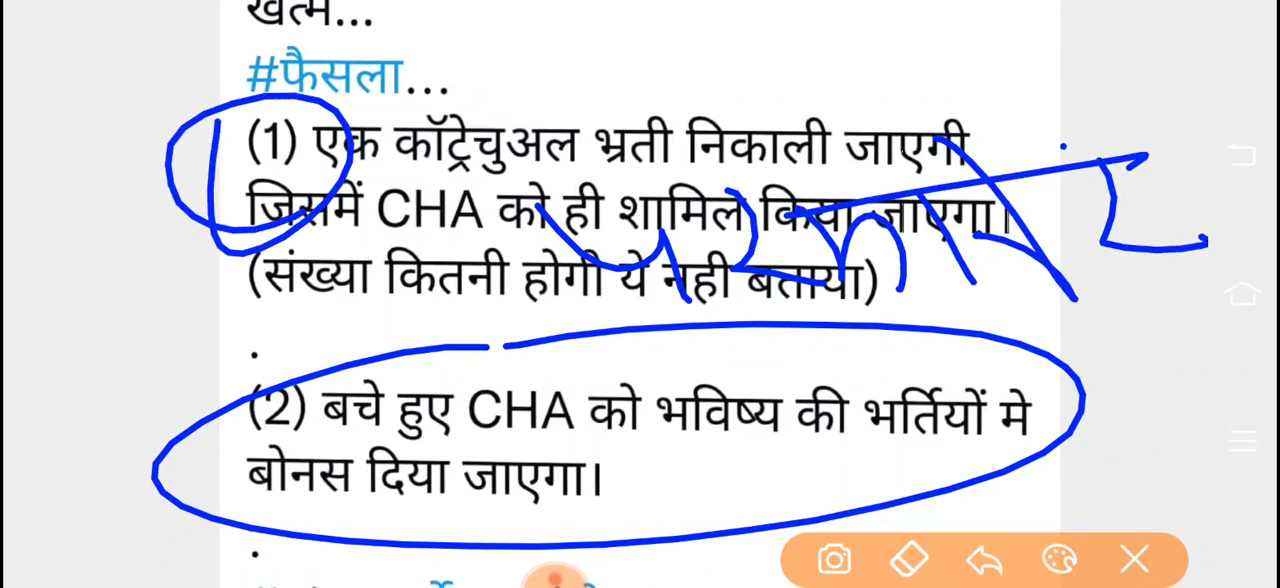 खत्म...
#फैसला...
(1) एक कॉट्रेचुअल भ्रती निकाली जाएगी
जिसमें CHA को ही शामिल किया जाएगा।
(संख्या कितनी होगी ये नही बताया)
.
(2) बचे हुए CHA को भविष्य की भर्तियों मे
बोनस दिया जाएगा।
.